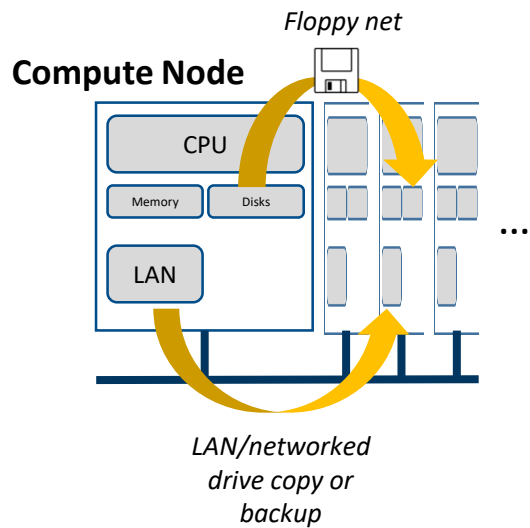 Floppy net
Compute Node
CPU
Memory
Disks
...
LAN
LAN/networked
drive copy or
backup